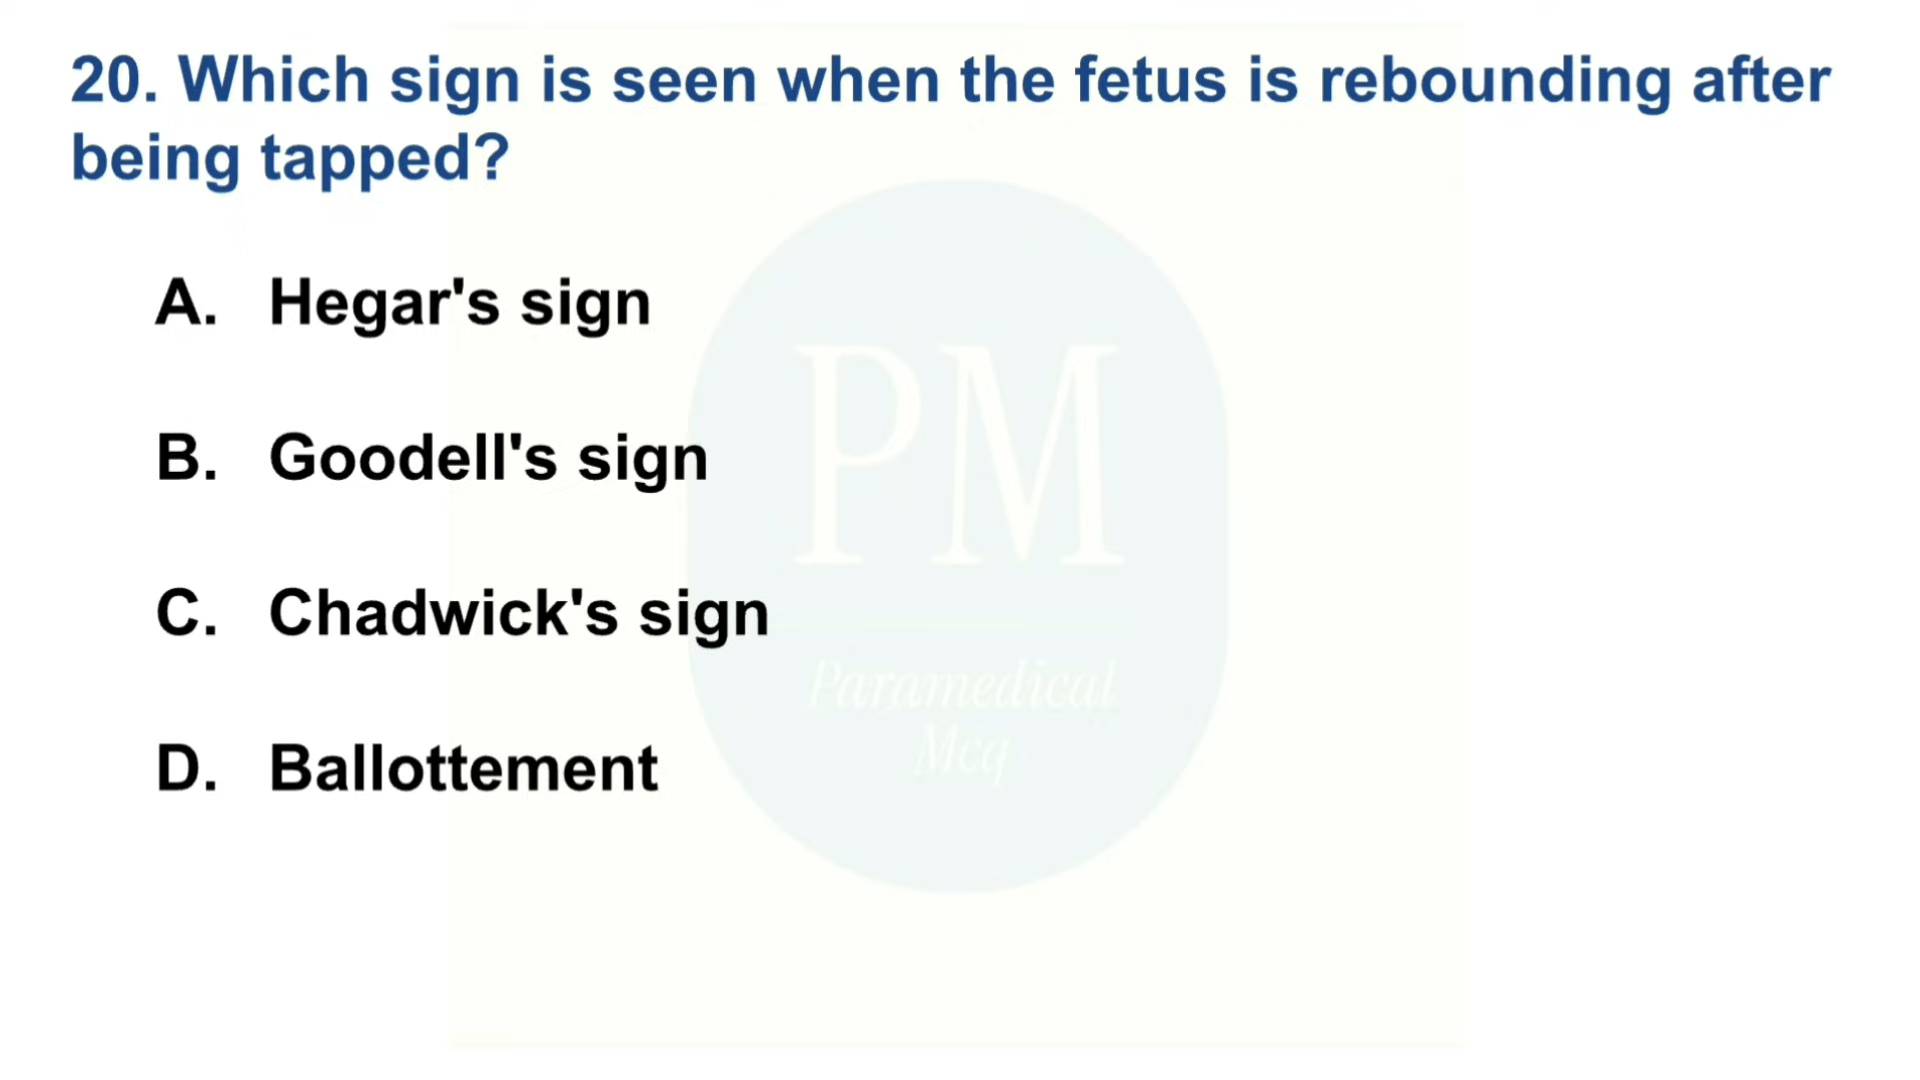 20. Which sign is seen when the fetus is rebounding after
being tapped?
A. Hegar's sign
B. Goodell's sign
C. Chadwick's sign
D. Ballottement
PM
Paramedical
Mcq